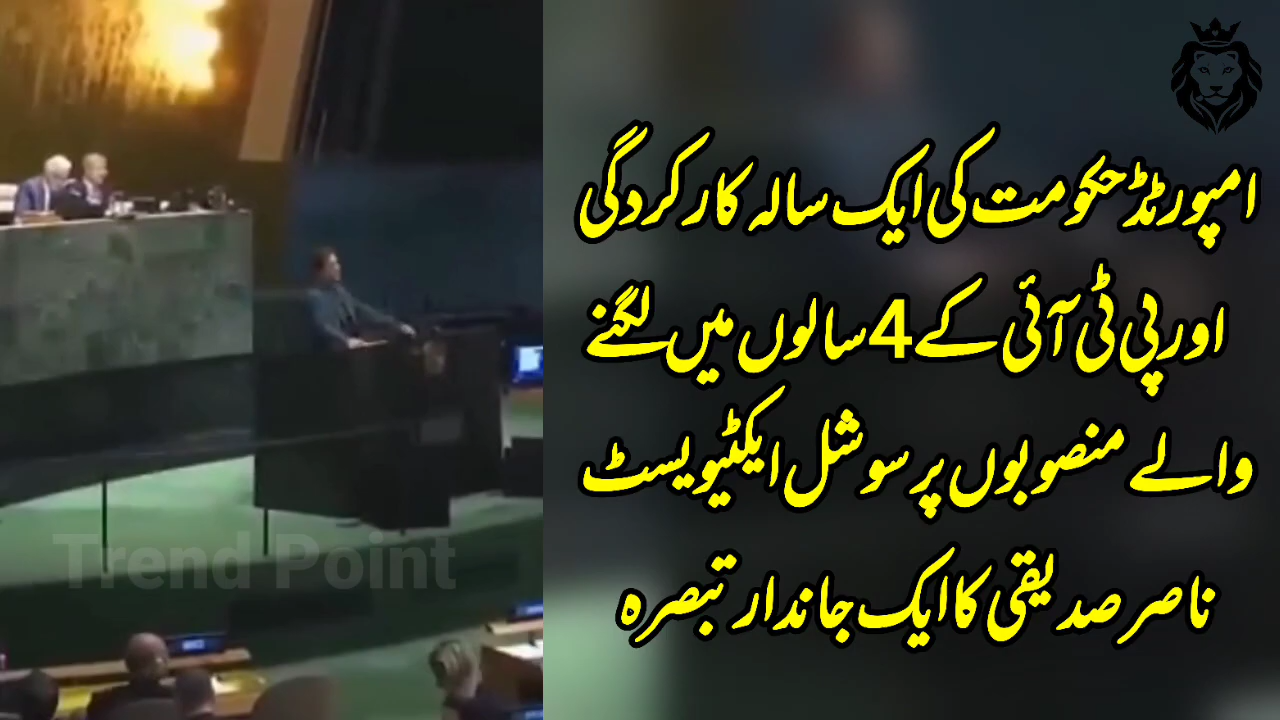 امپورٹڈ حکومت کی ایک سالہ کارکردگی
اور پی ٹی آئی کے 4 سالوں میں لگنے
والے منصوبوں پر سوشل ایکٹیویسٹ
ناصر صدیقی کا ایک جاندار تبصرہ
Trend Point